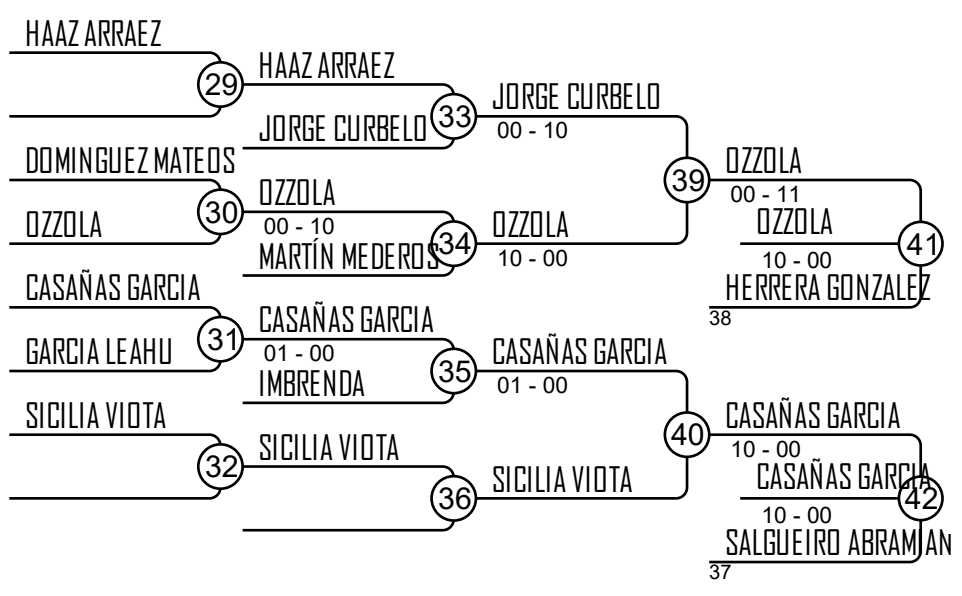 HAAZ ARRAEZ
29
HAAZ ARRAEZ
33
JORGE CURBELO
JORGE CURBELO
00 - 10
DOMINGUEZ MATEOS
39
OZZOLA
00 - 11
30
OZZOLA
00 - 10
OZZOLA
34
OZZOLA
10 - 00
MARTÍN MEDEROS
OZZOLA
10 - 00
41
HERRERA GONZALEZ
38
CASAÑAS GARCIA
31
CASAÑAS GARCIA
01 - 00
GARCIA LEAHU
35
CASAÑAS GARCIA
01 - 00
IMBRENDA
SICILIA VIOTA
40
CASAÑAS GARCIA
10 - 00
32
SICILIA VIOTA
36
SICILIA VIOTA
CASAÑAS GARCIA
10 - 00
42
SALGUEIRO ABRAMIAN
37